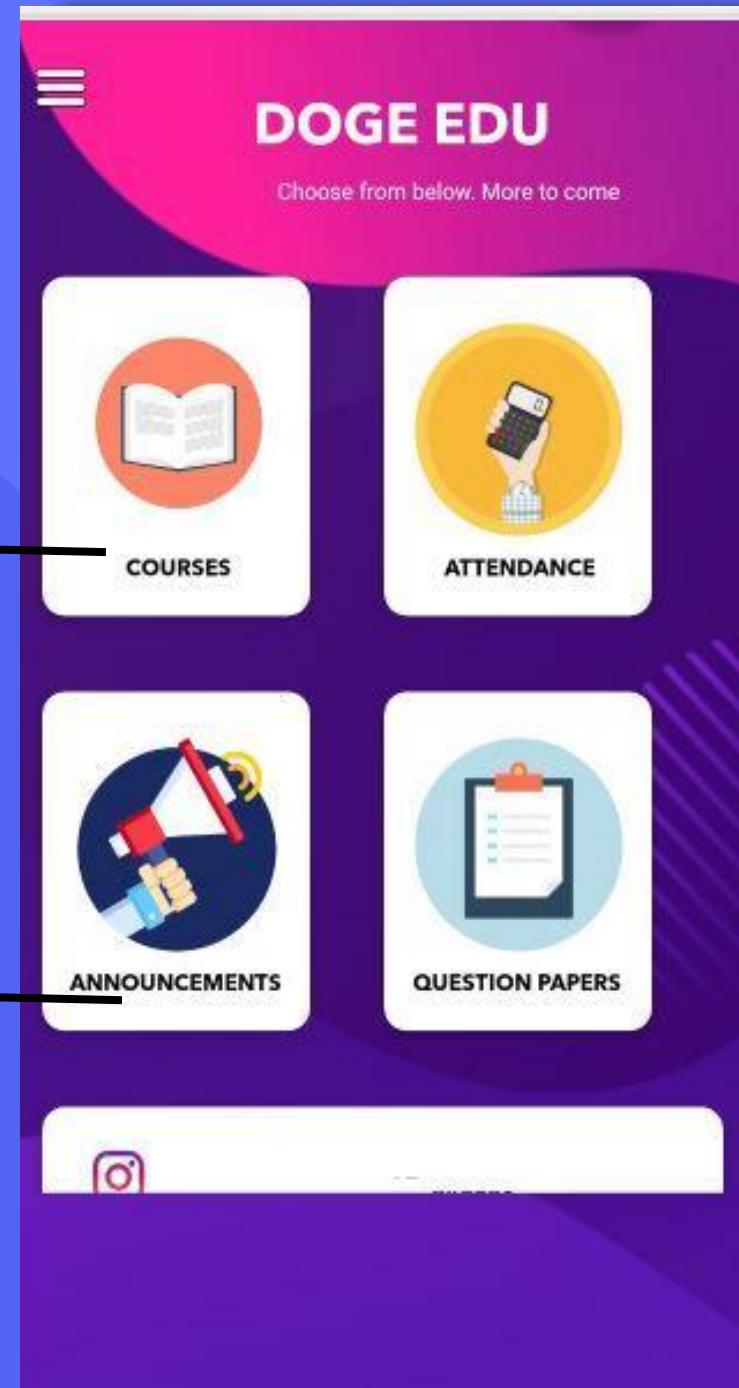 DOGE EDU
Choose from below. More to come
COURSES
ATTENDANCE
ANNOUNCEMENTS
QUESTION PAPERS